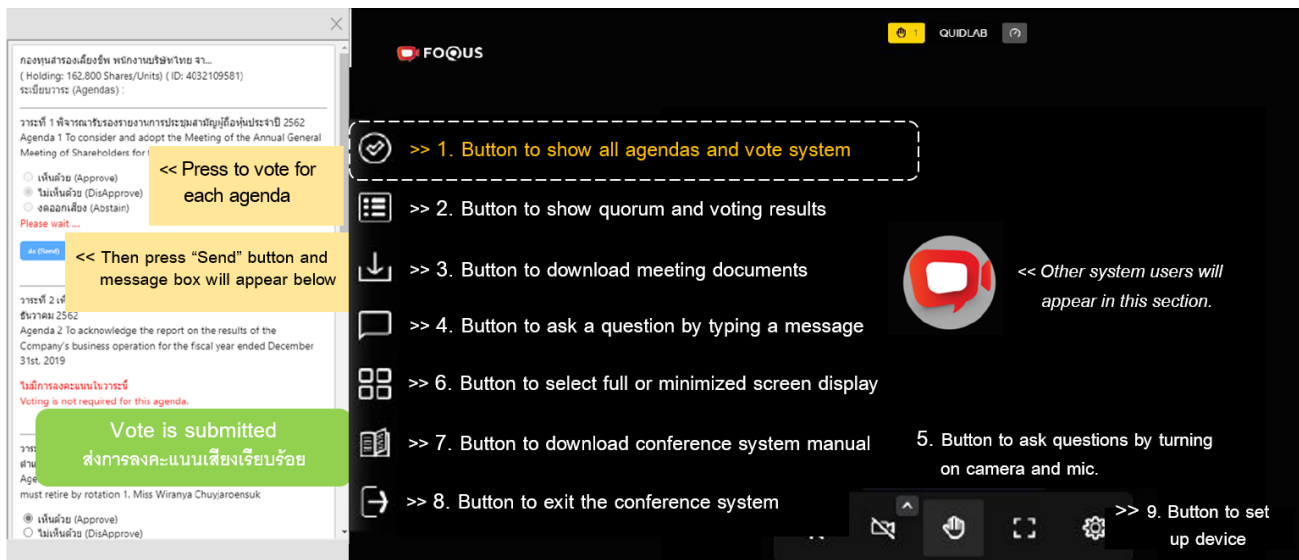 กองทุนสำรองเลี้ยงชีพ พนักงานบริษัทไทย จา...
( Holding: 162,800 Shares/Units) ( ID: 4032109581)
ระเบียบวาระ (Agendas) :
วาระที่ 1 พิจารณารับรองรายงานการประชุมสามัญผู้ถือหุ้นประจำปี 2562
Agenda 1 To consider and adopt the Meeting of the Annual General
Meeting of Shareholders for
เห็นด้วย (Approve)
ไม่เห็นด้วย (DisApprove)
งดออกเสียง (Abstain)
Please wait ....
ส่ง (Send)
<< Press to vote for
each agenda
<< Then press “Send” button and
message box will appear below
วาระที่ 2
ธันวาคม 2562
Agenda 2 To acknowledge the report on the results of the
Company's business operation for the fiscal year ended December
31st, 2019
ไม่มีการลงคะแนนในวาระนี้
Voting is not required for this agenda.
Vote is submitted
ส่งการลงคะแนนเสียงเรียบร้อย
must retire by rotation 1. Miss Wiranya Chuyjaroensuk
เห็นด้วย (Approve)
ไม่เห็นด้วย (DisApprove)
FOQUS
1 QUIDLAB
>> 1. Button to show all agendas and vote system
>> 2. Button to show quorum and voting results
>> 3. Button to download meeting documents
>> 4. Button to ask a question by typing a message
>> 6. Button to select full or minimized screen display
>> 7. Button to download conference system manual
>> 8. Button to exit the conference system
<< Other system users will
appear in this section.
5. Button to ask questions by turning
on camera and mic.
>> 9. Button to set
up device